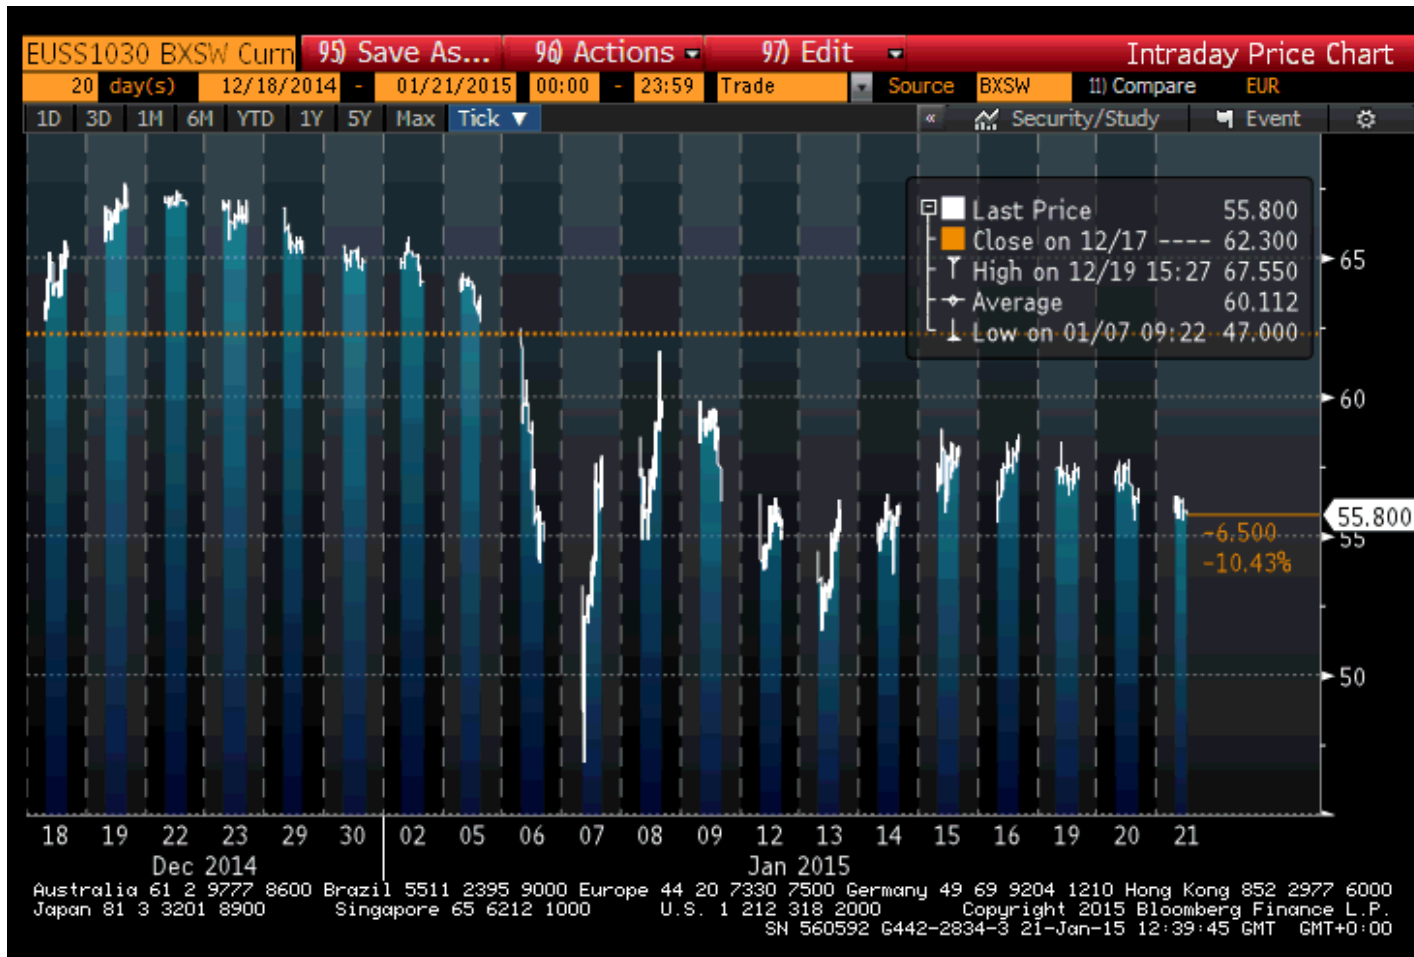 EUSS1030 BXSW Curn 95) Save As... 96) Actions 97) Edit Intraday Price Chart
20 day(s) 12/18/2014 - 01/21/2015 00:00 - 23:59 Trade Source BXSW 11) Compare EUR
1D 3D 1M 6M YTD 1Y 5Y Max Tick ▼ « Security/Study Event
Last Price 55.800
Close on 12/17 ---- 62.300
High on 12/19 15:27 67.550
Average 60.112
Low on 01/07 09:22 47.000
65
60
55.800
55
-6.500
-10.43%
50
18 19 22 23 29 30 02 05 06 07 08 09 12 13 14 15 16 19 20 21
Dec 2014 Jan 2015
Australia 61 2 9777 8600 Brazil 5511 2395 9000 Europe 44 20 7330 7500 Germany 49 69 9204 1210 Hong Kong 852 2977 6000
Japan 81 3 3201 8900 Singapore 65 6212 1000 U.S. 1 212 318 2000 Copyright 2015 Bloomberg Finance L.P.
SN 560592 G442-2834-3 21-Jan-15 12:39:45 GMT GMT+0:00